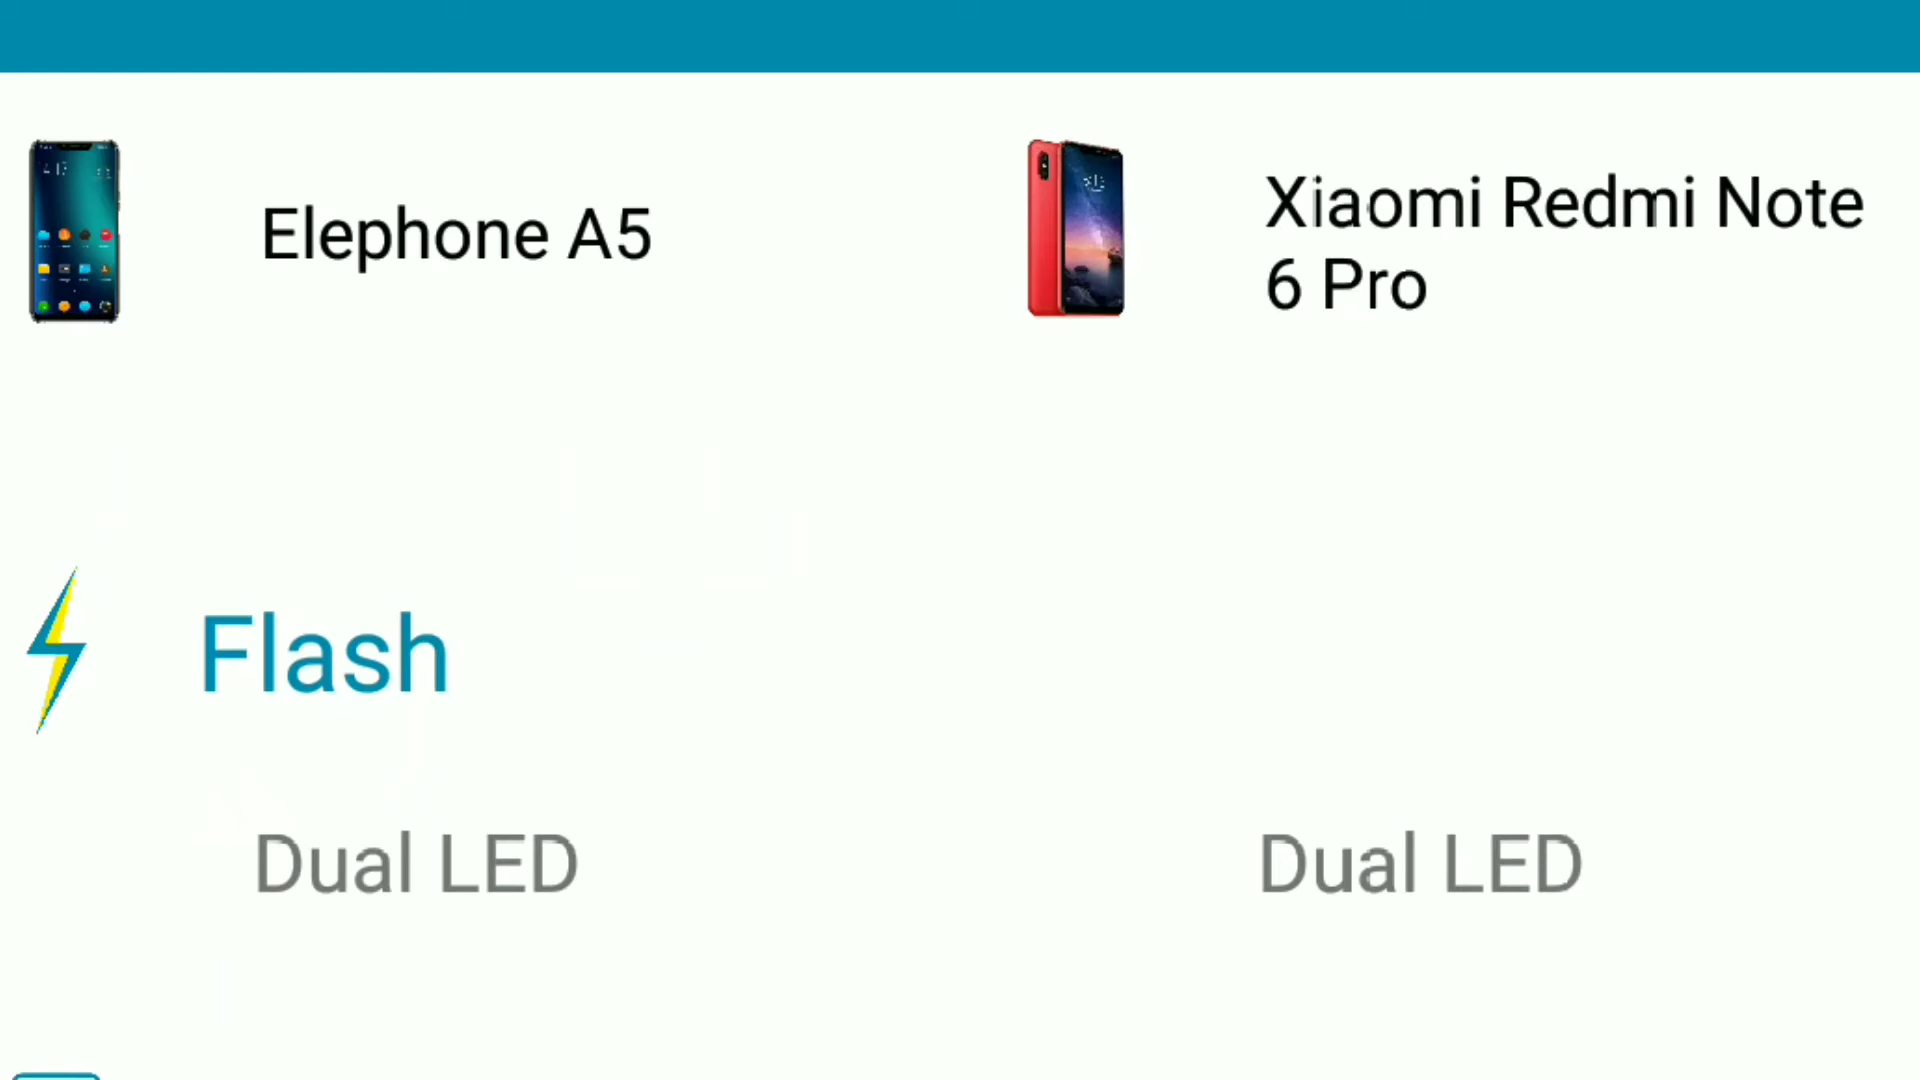 Elephone A5
Xiaomi Redmi Note
6 Pro
Flash
Dual LED
Dual LED